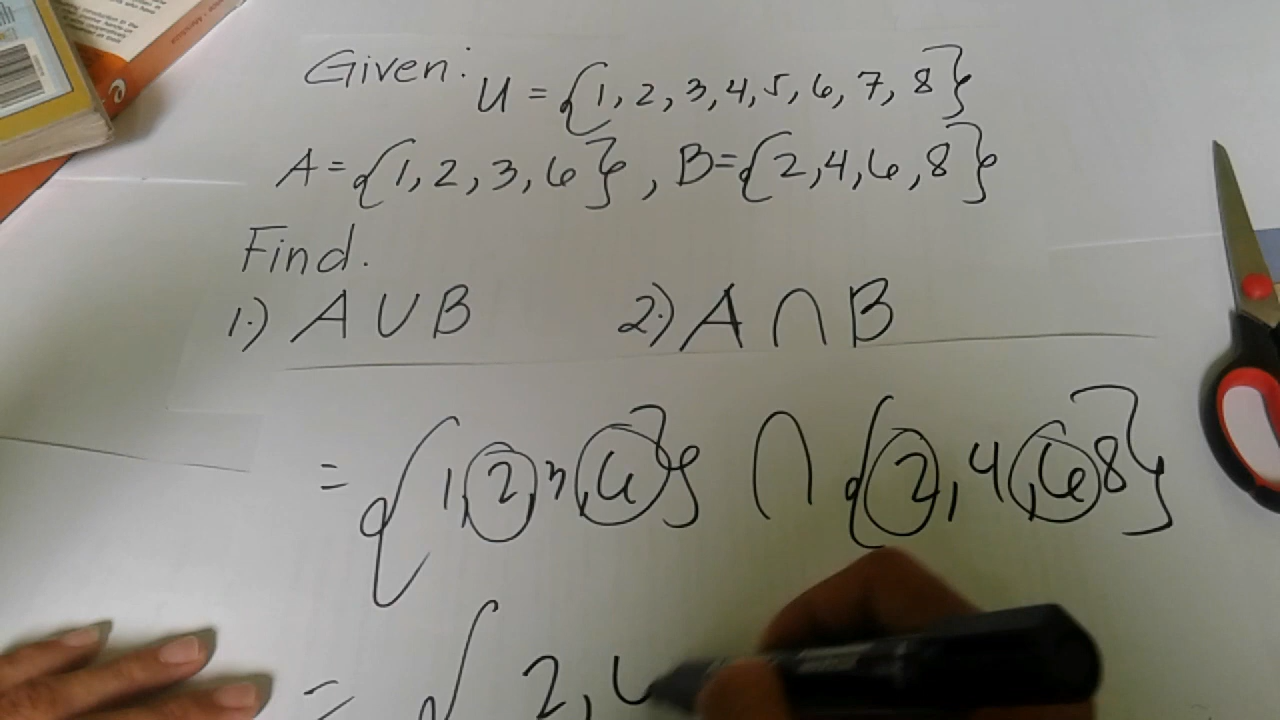 Given: U = {1, 2, 3, 4, 5, 6, 7, 8}
A = {1, 2, 3, 6}, B = {2, 4, 6, 8}
Find.
1.) A ∪ B 2.) A ∩ B
= {1, 2, 3, 6} ∩ {2, 4, 6 8}
= { 2,